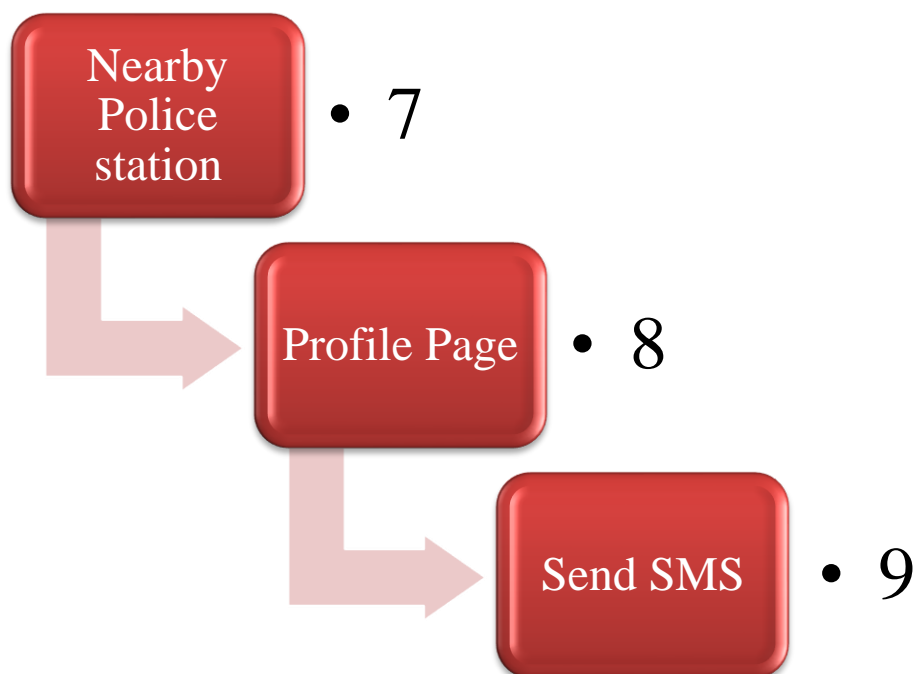 Nearby
Police
station
• 7
Profile Page
• 8
Send SMS
• 9